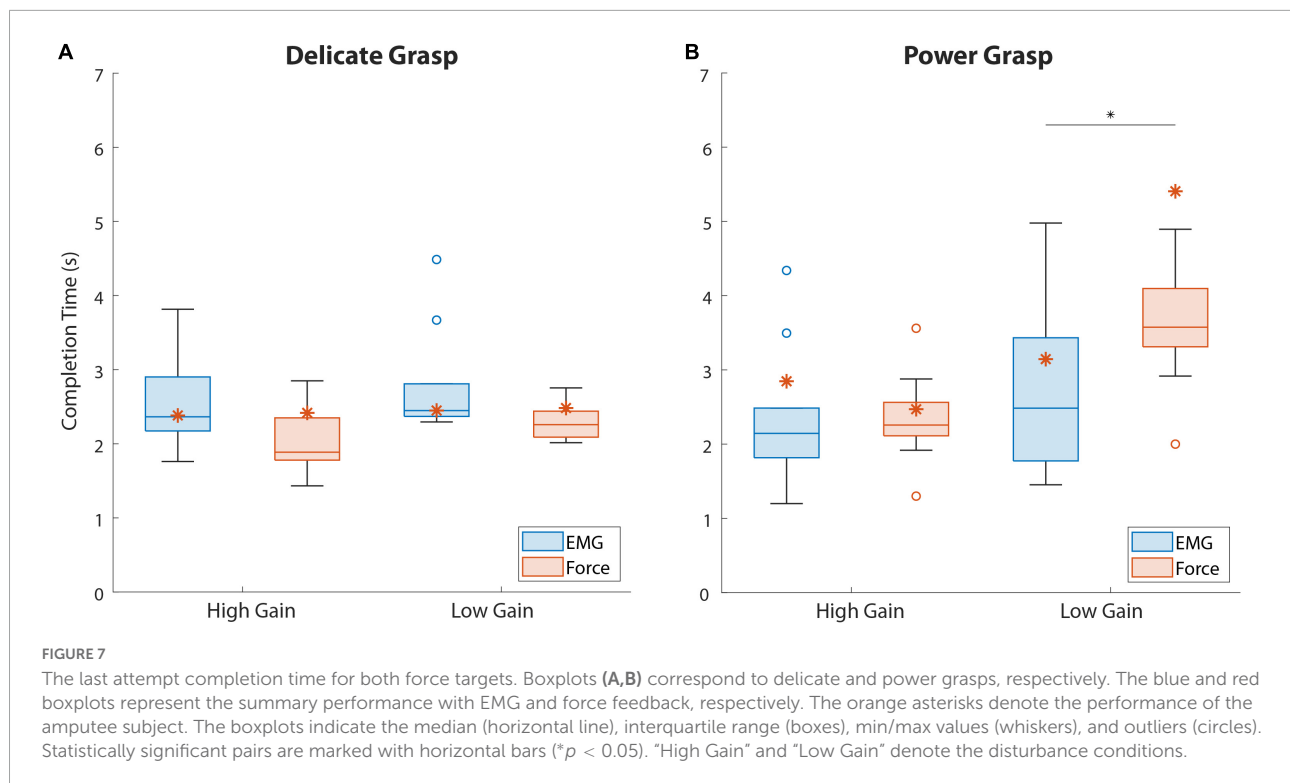 A
Delicate Grasp
7
6
5
4
3
2
1
0
Completion Time (s)
High Gain
Low Gain
EMG
Force
B
Power Grasp
*
7
6
5
4
3
2
1
0
High Gain
Low Gain
EMG
Force
FIGURE 7
The last attempt completion time for both force targets. Boxplots (A,B) correspond to delicate and power grasps, respectively. The blue and red
boxplots represent the summary performance with EMG and force feedback, respectively. The orange asterisks denote the performance of the
amputee subject. The boxplots indicate the median (horizontal line), interquartile range (boxes), min/max values (whiskers), and outliers (circles).
Statistically significant pairs are marked with horizontal bars (*p < 0.05). “High Gain” and “Low Gain” denote the disturbance conditions.